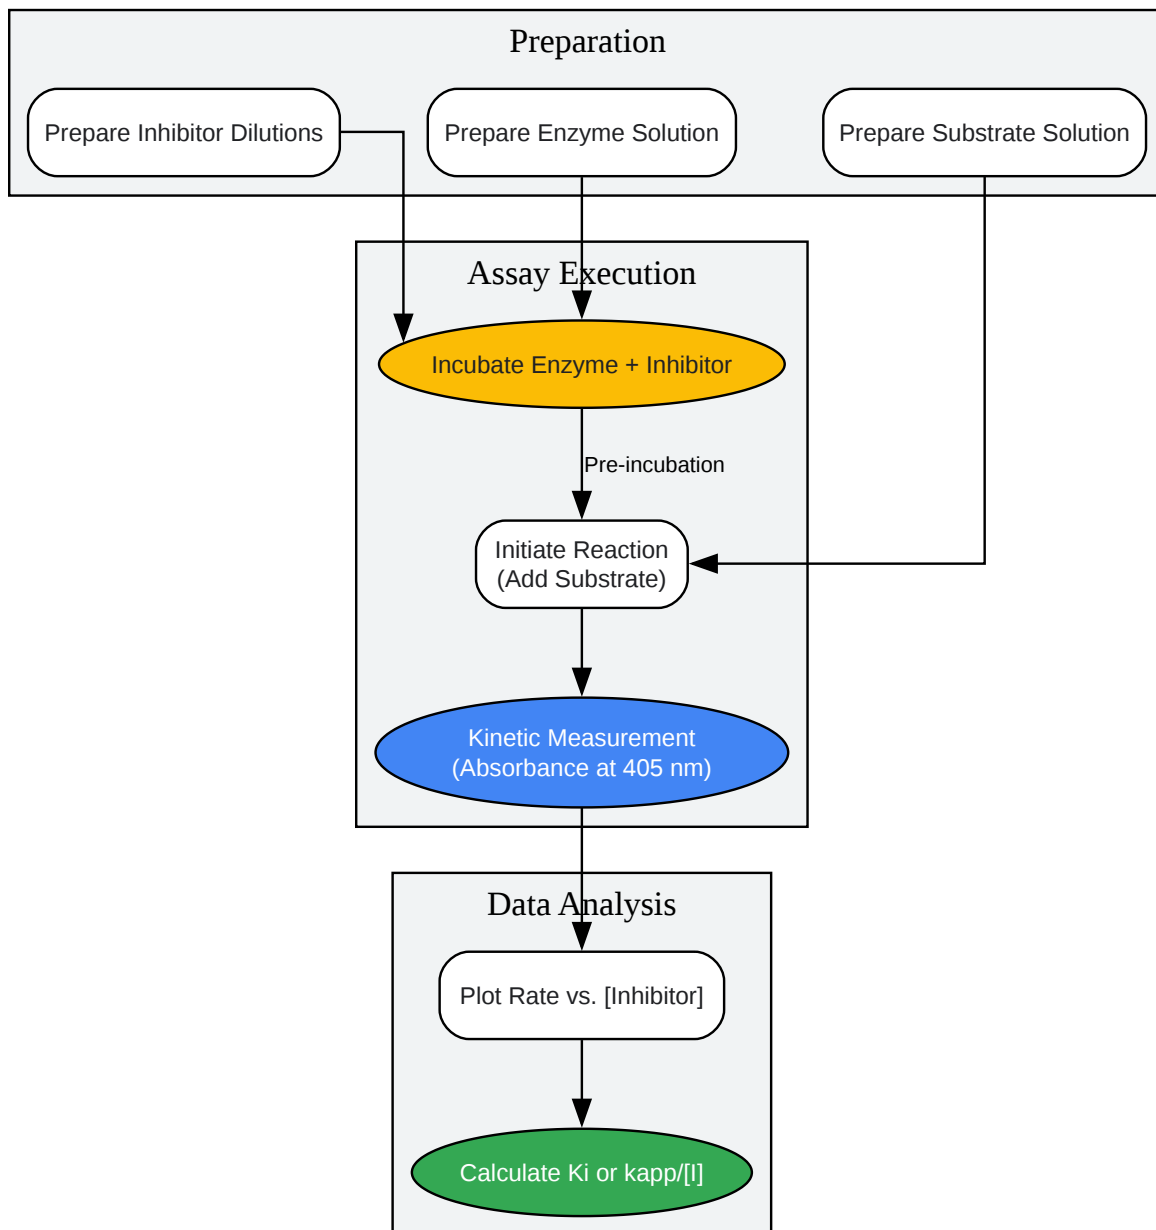 Preparation
Prepare Inhibitor Dilutions
Prepare Enzyme Solution
Prepare Substrate Solution
Assay Execution
Incubate Enzyme + Inhibitor
Pre-incubation
Initiate Reaction
(Add Substrate)
Kinetic Measurement
(Absorbance at 405 nm)
Data Analysis
Plot Rate vs. [Inhibitor]
Calculate Ki or kapp/[I]